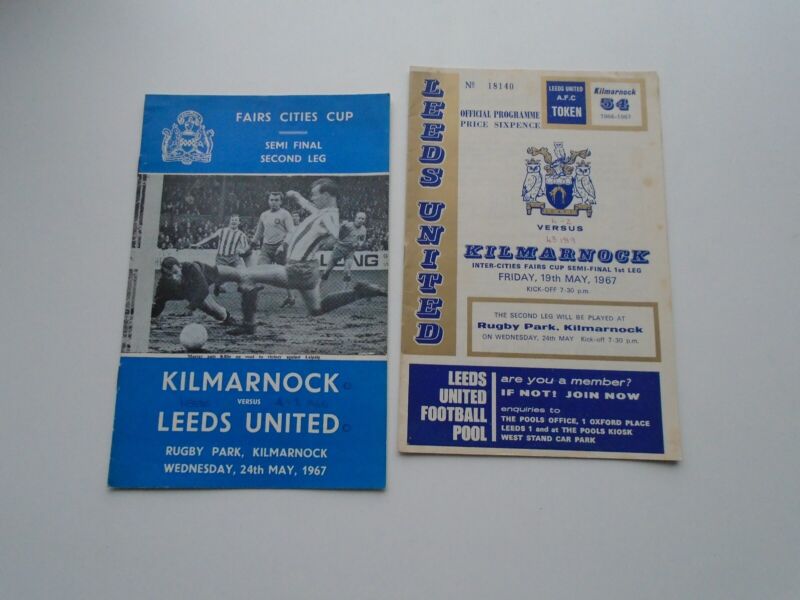 FAIRS CITIES CUP
SEMI FINAL
SECOND LEG
LONG
KILMARNOCK O
VERSUS
LEEDS UNITED O
RUGBY PARK, KILMARNOCK
WEDNESDAY, 24th MAY, 1967
LEEDS UNITED
No 18140
OFFICIAL PROGRAMME
PRICE SIXPENCE
LEEDS UNITED
A.F.C
TOKEN
Kilmarnock
54
1966-1967
4-2
VERSUS
43189
KILMARNOCK
INTER-CITIES FAIRS CUP SEMI-FINAL 1st LEG
FRIDAY, 19th MAY, 1967
KICK-OFF 7-30 p.m.
THE SECOND LEG WILL BE PLAYED AT
Rugby Park, Kilmarnock
ON WEDNESDAY, 24th MAY Kick-off 7-30 p.m.
LEEDS
UNITED
FOOTBALL
POOL
are you a member?
IF NOT! JOIN NOW
enquiries to
THE POOLS OFFICE, 1 OXFORD PLACE
LEEDS 1 and at THE POOLS KIOSK
WEST STAND CAR PARK